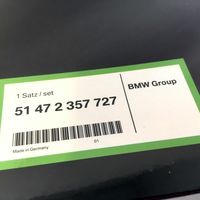 1 Satz / set
BMW Group
51 47 2 357 727
Made in Germany
01